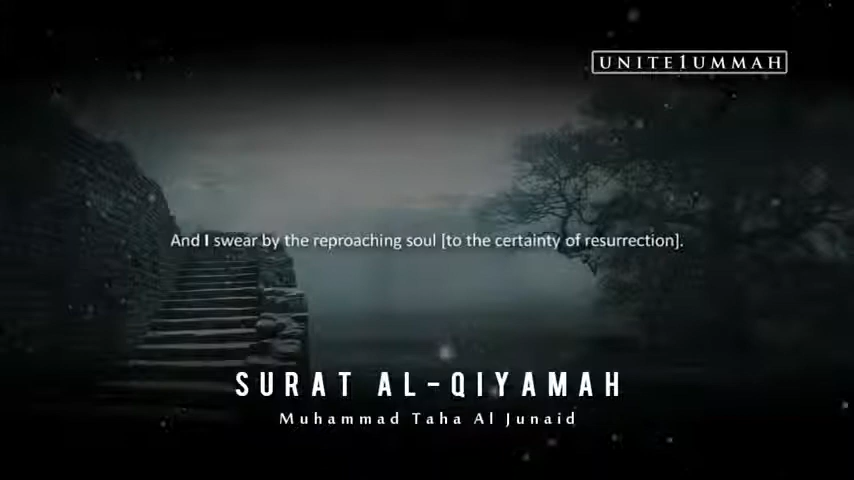 UNITE1UMMAH
And I swear by the reproaching soul [to the certainty of resurrection].
SURAT AL-QIYAMAH
Muhammad Taha Al Junaid